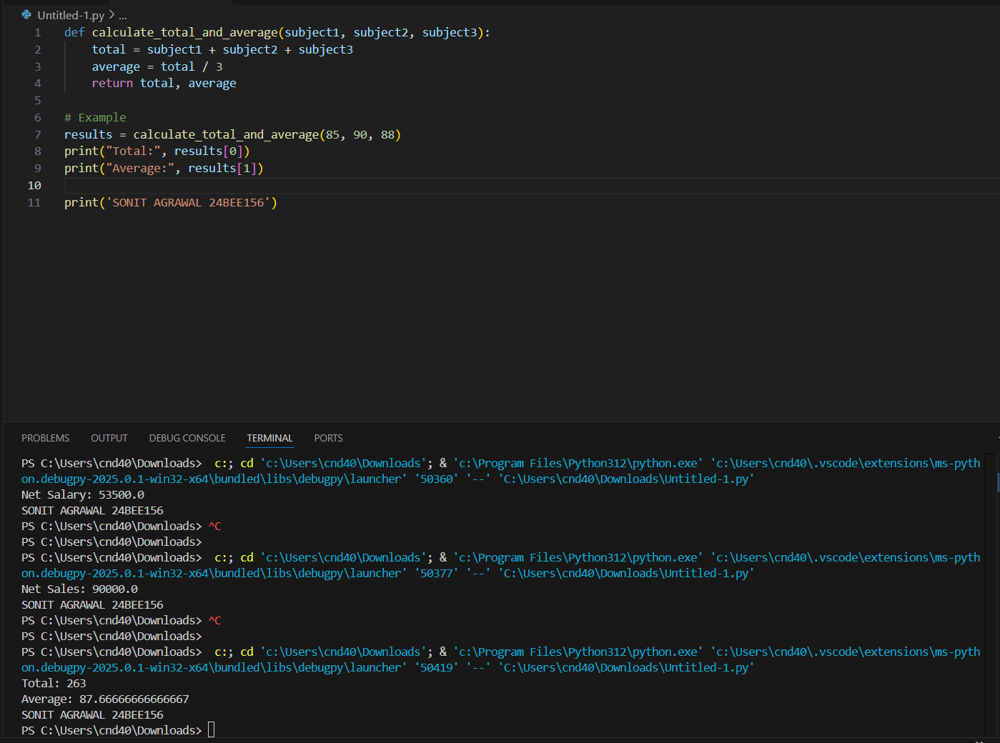 Untitled-1.py > ...
1 def calculate_total_and_average(subject1, subject2, subject3):
2     total = subject1 + subject2 + subject3
3     average = total / 3
4     return total, average
5
6 # Example
7 results = calculate_total_and_average(85, 90, 88)
8 print("Total:", results[0])
9 print("Average:", results[1])
10
11 print('SONIT AGRAWAL 24BEE156')
PROBLEMS OUTPUT DEBUG CONSOLE TERMINAL PORTS
PS C:\Users\cnd40\Downloads>  c:; cd 'c:\Users\cnd40\Downloads'; & 'c:\Program Files\Python312\python.exe' 'c:\Users\cnd40\.vscode\extensions\ms-pyth
on.debugpy-2025.0.1-win32-x64\bundled\libs\debugpy\launcher' '50360' '--' 'C:\Users\cnd40\Downloads\Untitled-1.py'
Net Salary: 53500.0
SONIT AGRAWAL 24BEE156
PS C:\Users\cnd40\Downloads> ^C
PS C:\Users\cnd40\Downloads>
PS C:\Users\cnd40\Downloads>  c:; cd 'c:\Users\cnd40\Downloads'; & 'c:\Program Files\Python312\python.exe' 'c:\Users\cnd40\.vscode\extensions\ms-pyth
on.debugpy-2025.0.1-win32-x64\bundled\libs\debugpy\launcher' '50377' '--' 'C:\Users\cnd40\Downloads\Untitled-1.py'
Net Sales: 90000.0
SONIT AGRAWAL 24BEE156
PS C:\Users\cnd40\Downloads> ^C
PS C:\Users\cnd40\Downloads>
PS C:\Users\cnd40\Downloads>  c:; cd 'c:\Users\cnd40\Downloads'; & 'c:\Program Files\Python312\python.exe' 'c:\Users\cnd40\.vscode\extensions\ms-pyth
on.debugpy-2025.0.1-win32-x64\bundled\libs\debugpy\launcher' '50419' '--' 'C:\Users\cnd40\Downloads\Untitled-1.py'
Total: 263
Average: 87.66666666666667
SONIT AGRAWAL 24BEE156
PS C:\Users\cnd40\Downloads>